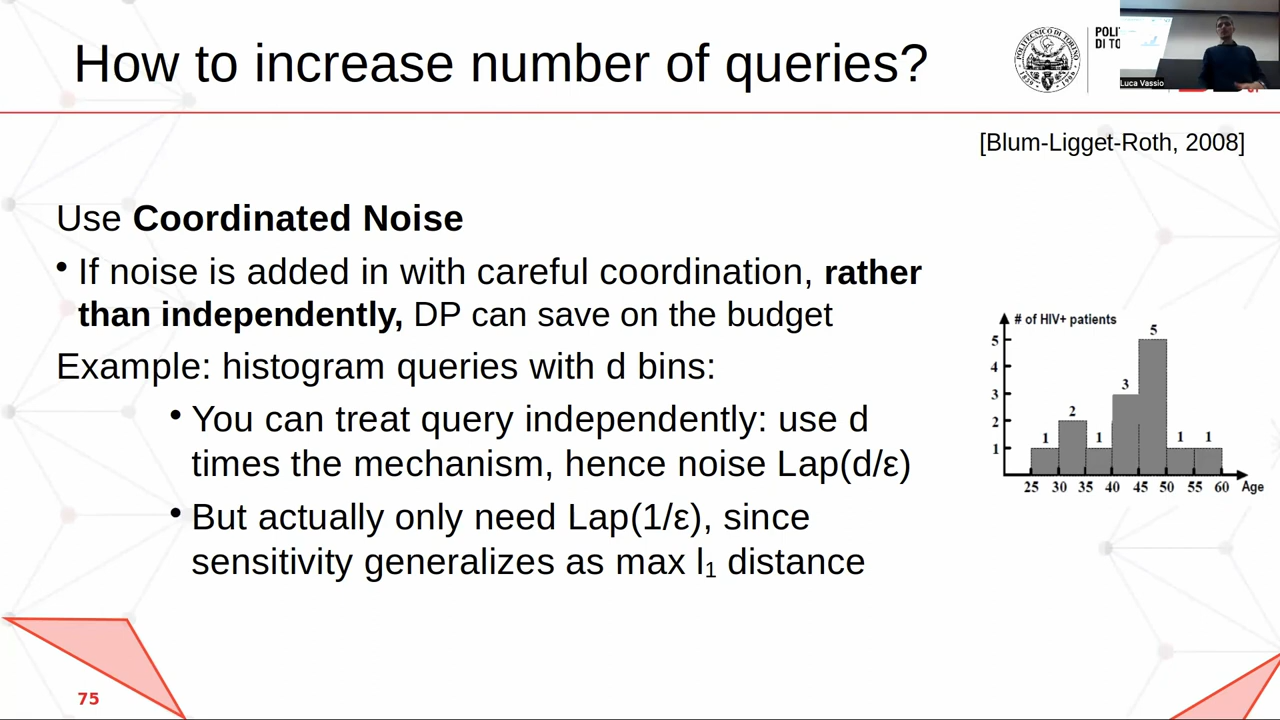 How to increase number of queries?
POLI
DI TO
Luca Vassio
[Blum-Ligget-Roth, 2008]
Use Coordinated Noise
• If noise is added in with careful coordination, rather
than independently, DP can save on the budget
Example: histogram queries with d bins:
• You can treat query independently: use d
times the mechanism, hence noise Lap(d/ε)
• But actually only need Lap(1/ε), since
sensitivity generalizes as max l₁ distance
# of HIV+ patients
5
4
3
2
1
1 2 1 3 5 1 1
25 30 35 40 45 50 55 60 Age
75